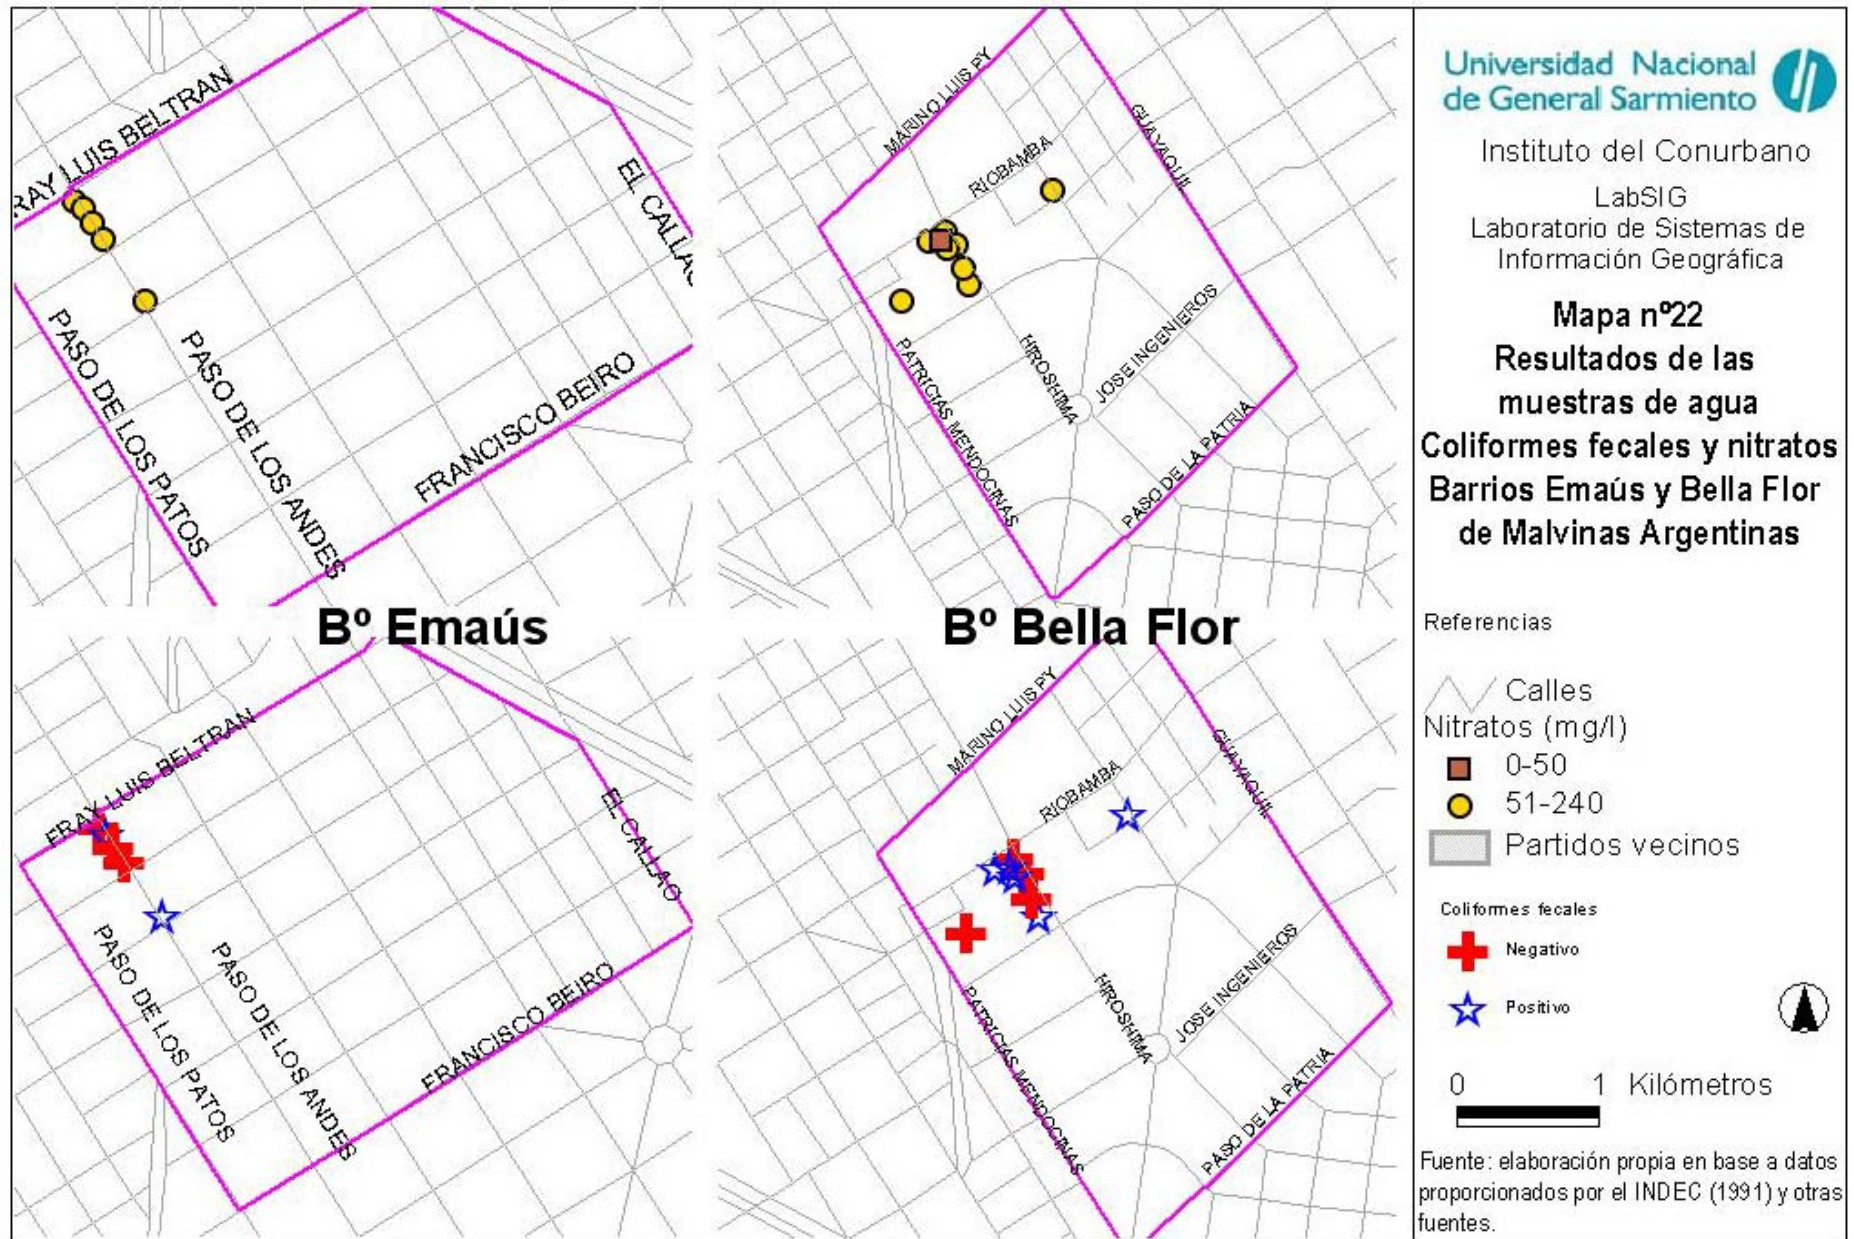 FRAY LUIS BELTRAN
EL CALLAO
PASO DE LOS PATOS
PASO DE LOS ANDES
FRANCISCO BEIRO
MARINO LUIS PY
GUAYAQUIL
RIOBAMBA
HIROSHIMA
JOSE INGENIEROS
PATRICIAS MENDOCINAS
PASO DE LA PATRIA
Bº Emaús
Bº Bella Flor
FRAY LUIS BELTRAN
EL CALLAO
PASO DE LOS PATOS
PASO DE LOS ANDES
FRANCISCO BEIRO
MARINO LUIS PY
GUAYAQUIL
RIOBAMBA
HIROSHIMA
JOSE INGENIEROS
PATRICIAS MENDOCINAS
PASO DE LA PATRIA
Universidad Nacional
de General Sarmiento
Instituto del Conurbano
LabSIG
Laboratorio de Sistemas de
Información Geográfica
Mapa nº22
Resultados de las
muestras de agua
Coliformes fecales y nitratos
Barrios Emaús y Bella Flor
de Malvinas Argentinas
Referencias
Calles
Nitratos (mg/l)
0-50
51-240
Partidos vecinos
Coliformes fecales
Negativo
Positivo
0 1 Kilómetros
Fuente: elaboración propia en base a datos
proporcionados por el INDEC (1991) y otras
fuentes.